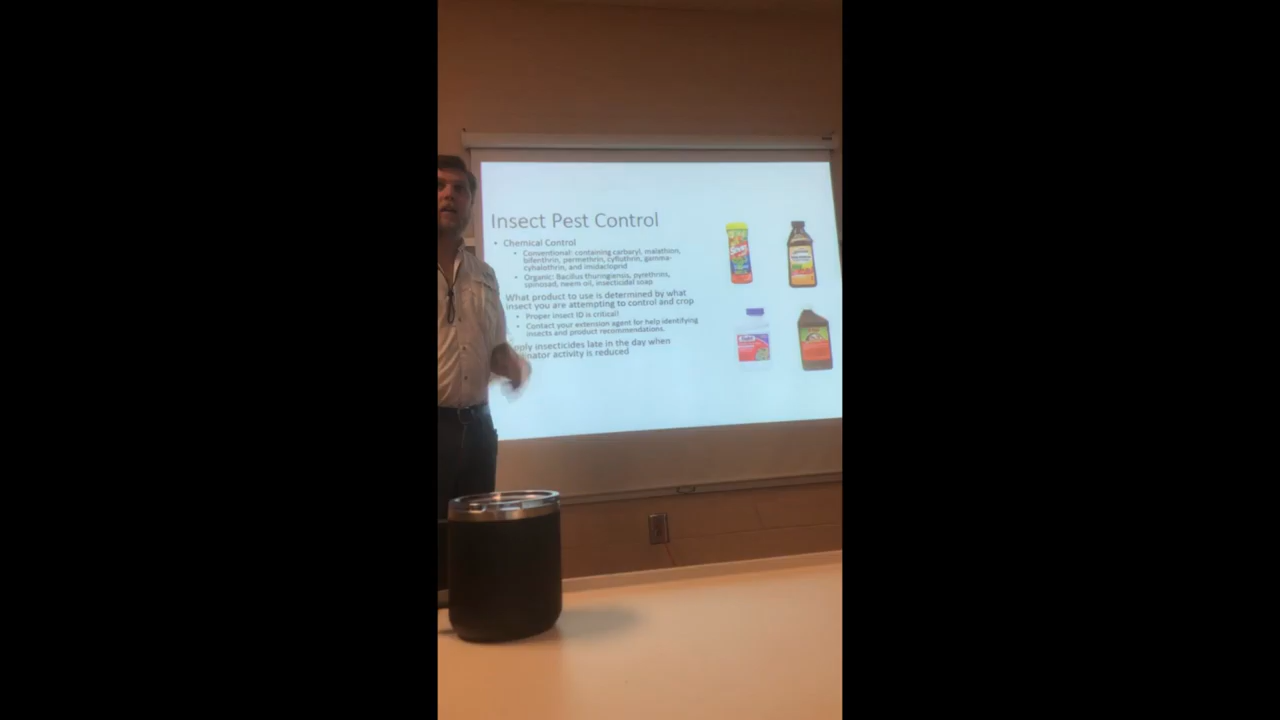 Insect Pest Control
• Chemical Control
• Conventional: containing carbaryl, malathion,
bifenthrin, permethrin, cyfluthrin, gamma-
cyhalothrin, and imidacloprid
• Organic: Bacillus thuringiensis, pyrethrins,
spinosad, neem oil, insecticidal soap
What product to use is determined by what
insect you are attempting to control and crop
• Proper insect ID is critical!
• Contact your extension agent for help identifying
insects and product recommendations.
insecticides late in the day when
activity is reduced
Sevin